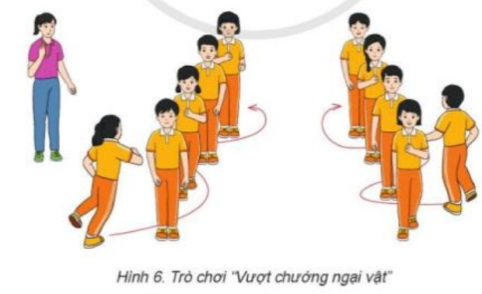 Hình 6. Trò chơi "Vượt chướng ngại vật"